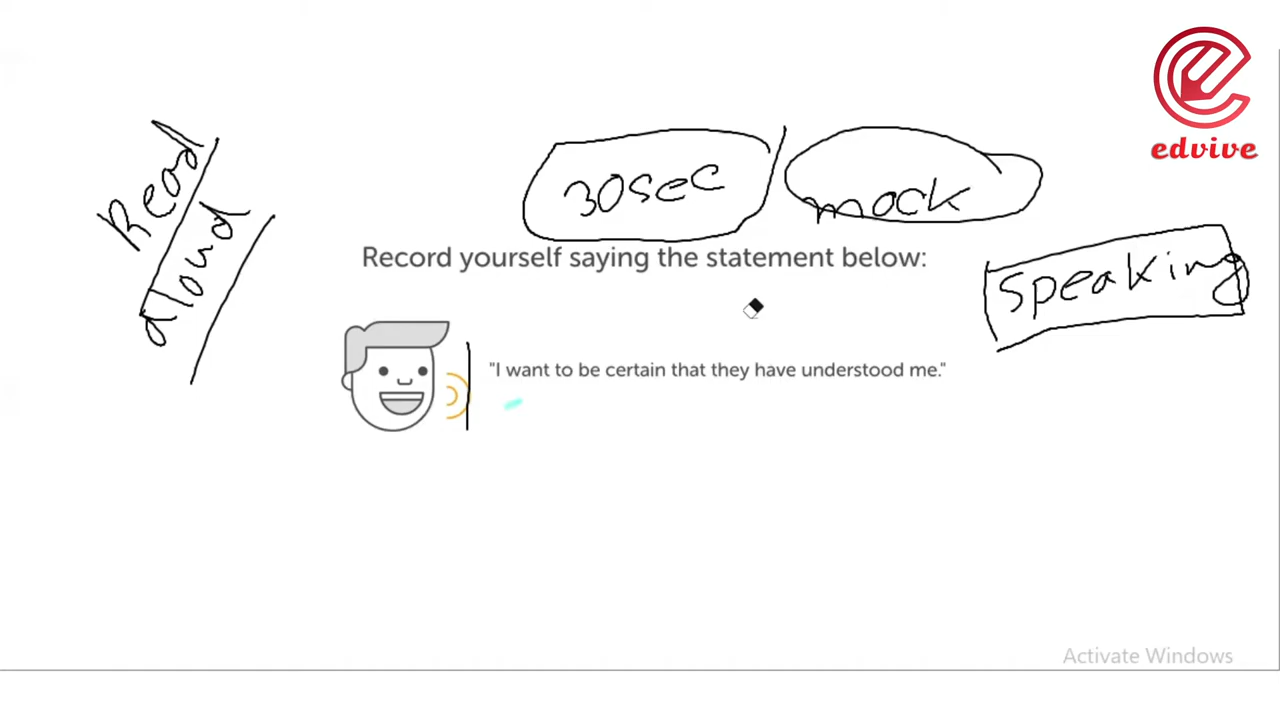 edvive
Read
Aloud
30sec
mock
Record yourself saying the statement below:
speaking
"I want to be certain that they have understood me."
Activate Windows